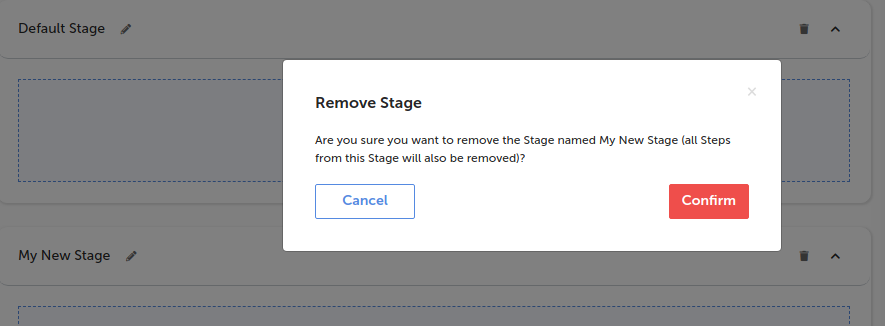 Default Stage
Remove Stage
Are you sure you want to remove the Stage named My New Stage (all Steps
from this Stage will also be removed)?
Cancel
Confirm
My New Stage